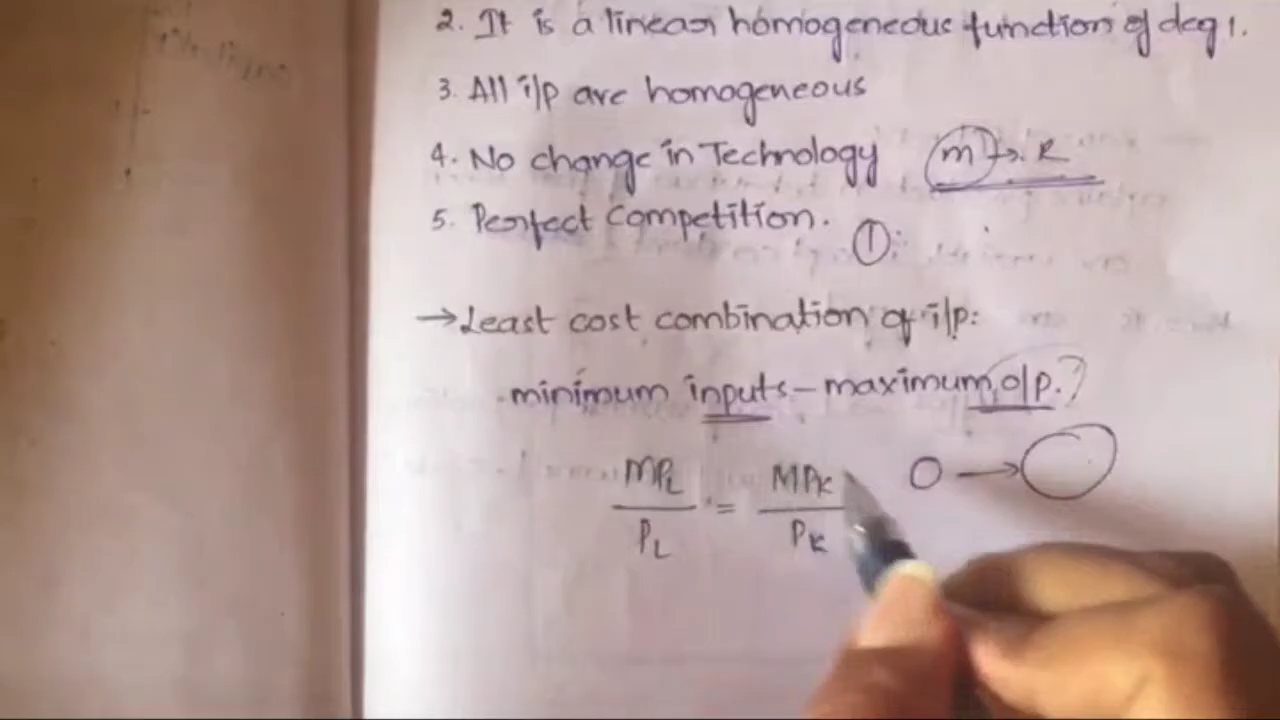 2. It is a linear homogeneous function of deg 1.
3. All i/p are homogeneous
4. No change in Technology m → R
5. Perfect Competition. ①:
→ Least cost combination of i/p:
minimum inputs – maximum o/p.?
MPL / PL = MPK / PK O → O